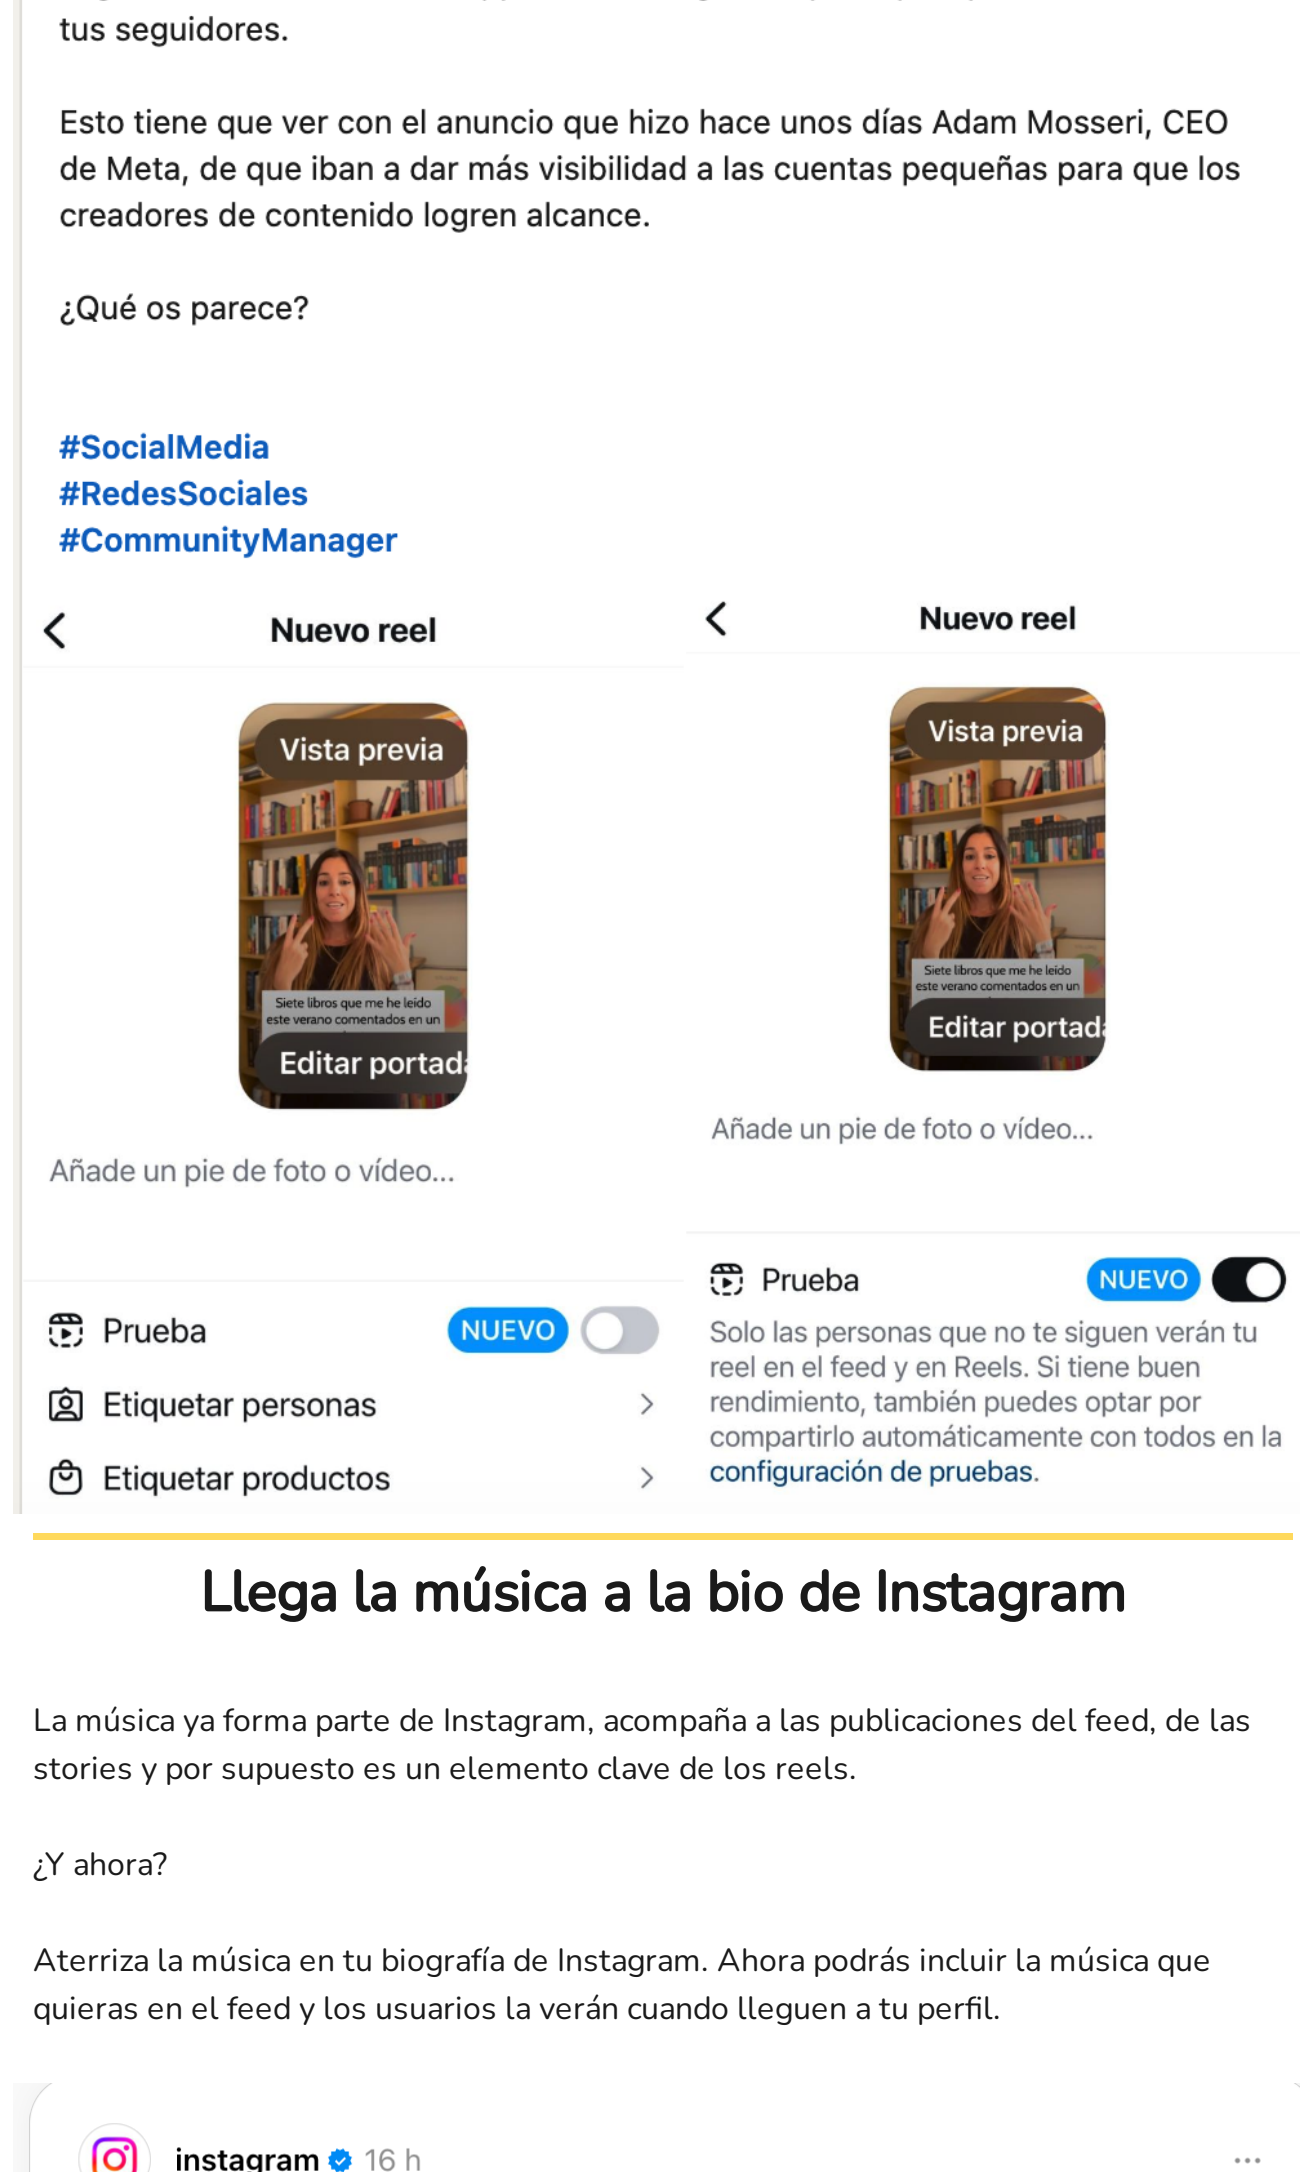 tus seguidores.
Esto tiene que ver con el anuncio que hizo hace unos días Adam Mosseri, CEO
de Meta, de que iban a dar más visibilidad a las cuentas pequeñas para que los
creadores de contenido logren alcance.
¿Qué os parece?
#SocialMedia
#RedesSociales
#CommunityManager
Nuevo reel
Vista previa
Siete libros que me he leído
este verano comentados en un
Editar portada
Añade un pie de foto o vídeo...
Prueba NUEVO
Etiquetar personas
Etiquetar productos
Nuevo reel
Vista previa
Siete libros que me he leído
este verano comentados en un
Editar portada
Añade un pie de foto o vídeo...
Prueba NUEVO
Solo las personas que no te siguen verán tu
reel en el feed y en Reels. Si tiene buen
rendimiento, también puedes optar por
compartirlo automáticamente con todos en la
configuración de pruebas.
Llega la música a la bio de Instagram
La música ya forma parte de Instagram, acompaña a las publicaciones del feed, de las
stories y por supuesto es un elemento clave de los reels.
¿Y ahora?
Aterriza la música en tu biografía de Instagram. Ahora podrás incluir la música que
quieras en el feed y los usuarios la verán cuando lleguen a tu perfil.
instagram 16 h